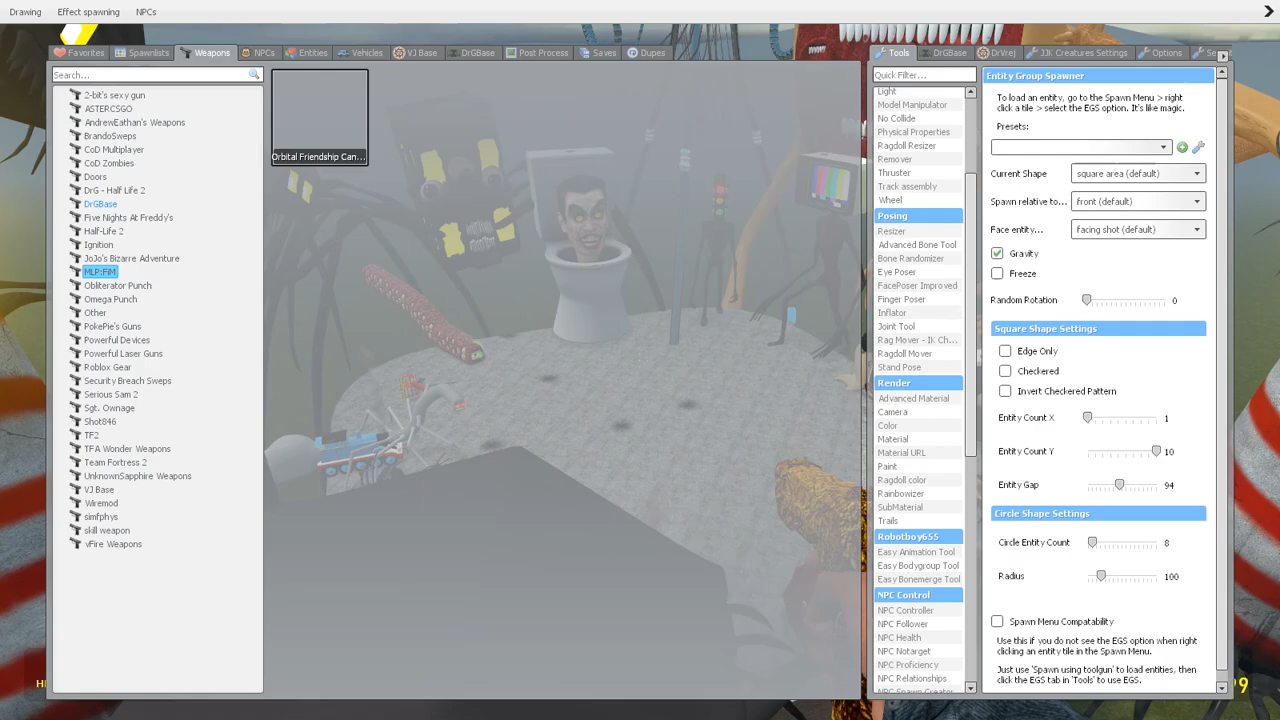 Drawing Effect spawning NPCs
Favorites Spawnlists Weapons NPCs Entities Vehicles VJ Base DrGBase Post Process Saves Dupes
Tools DrGBase DrVrej JJK Creatures Settings Options Se
Search...
2-bit's sexy gun
ASTERCSGO
AndrewEathan's Weapons
BrandoSweps
CoD Multiplayer
CoD Zombies
Doors
DrG - Half Life 2
DrGBase
Five Nights At Freddy's
Half-Life 2
Ignition
JoJo's Bizarre Adventure
MLP:FiM
Obliterator Punch
Omega Punch
Other
PokePie's Guns
Powerful Devices
Powerful Laser Guns
Roblox Gear
Security Breach Sweps
Serious Sam 2
Sgt. Ownage
Shot846
TF2
TFA Wonder Weapons
Team Fortress 2
UnknownSapphire Weapons
VJ Base
Wiremod
simfphys
skill weapon
vFire Weapons
Orbital Friendship Can...
Quick Filter...
Light
Model Manipulator
No Collide
Physical Properties
Ragdoll Resizer
Remover
Thruster
Track assembly
Wheel
Posing
Resizer
Advanced Bone Tool
Bone Randomizer
Eye Poser
FacePoser Improved
Finger Poser
Inflator
Joint Tool
Rag Mover - IK Ch...
Ragdoll Mover
Stand Pose
Render
Advanced Material
Camera
Color
Material
Material URL
Paint
Ragdoll color
Rainbowizer
SubMaterial
Trails
Robotboy655
Easy Animation Tool
Easy Bodygroup Tool
Easy Bonemerge Tool
NPC Control
NPC Controller
NPC Follower
NPC Health
NPC Notarget
NPC Proficiency
NPC Relationships
NPC Spawn Creator
Entity Group Spawner
To load an entity, go to the Spawn Menu > right
click a tile > select the EGS option. It's like magic.
Presets:
Current Shape square area (default)
Spawn relative to... front (default)
Face entity... facing shot (default)
Gravity
Freeze
Random Rotation 0
Square Shape Settings
Edge Only
Checkered
Invert Checkered Pattern
Entity Count X 1
Entity Count Y 10
Entity Gap 94
Circle Shape Settings
Circle Entity Count 8
Radius 100
Spawn Menu Compatability
Use this if you do not see the EGS option when right
clicking an entity tile in the Spawn Menu.
Just use 'Spawn using toolgun' to load entities, then
click the EGS tab in 'Tools' to use EGS.